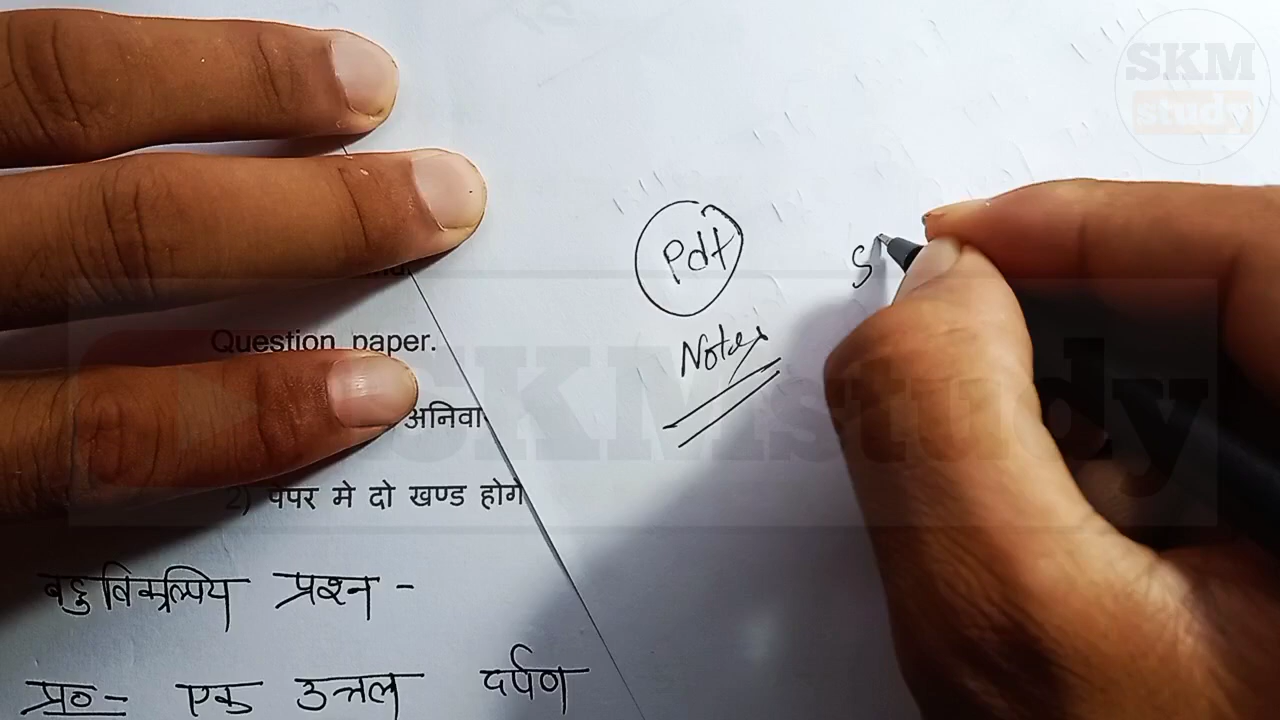 SKM
study
Pdf
S
Notes
Question paper.
SKMstudy
अनिवा
2) पेपर मे दो खण्ड होगे
बहुविकल्पिय प्रश्न -
प्र० - एक उत्तल दर्पण